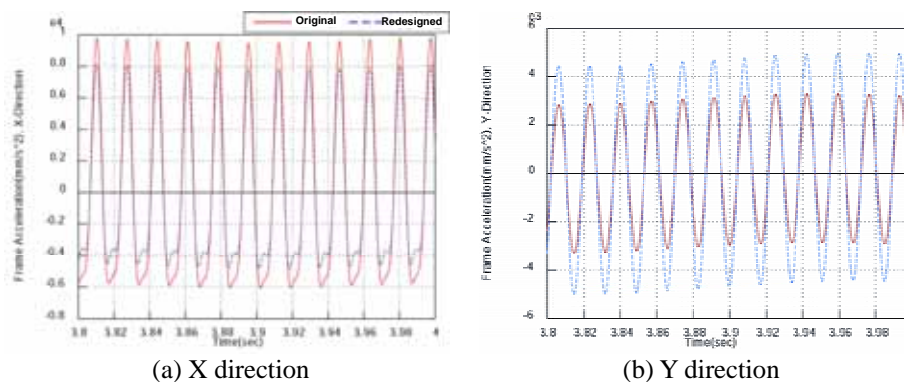 e4
Original Redesigned
1
0.8
0.6
0.4
0.2
0
-0.2
-0.4
-0.6
-0.8
Frame Acceleration(mm/s^2), X-Direction
3.8 3.82 3.84 3.86 3.88 3.9 3.92 3.94 3.96 3.98 4
Time(sec)
(a) X direction
e3
6
4
2
0
-2
-4
-6
Frame Acceleration(mm/s^2), Y-Direction
3.8 3.82 3.84 3.86 3.88 3.9 3.92 3.94 3.96 3.98
Time(sec)
(b) Y direction